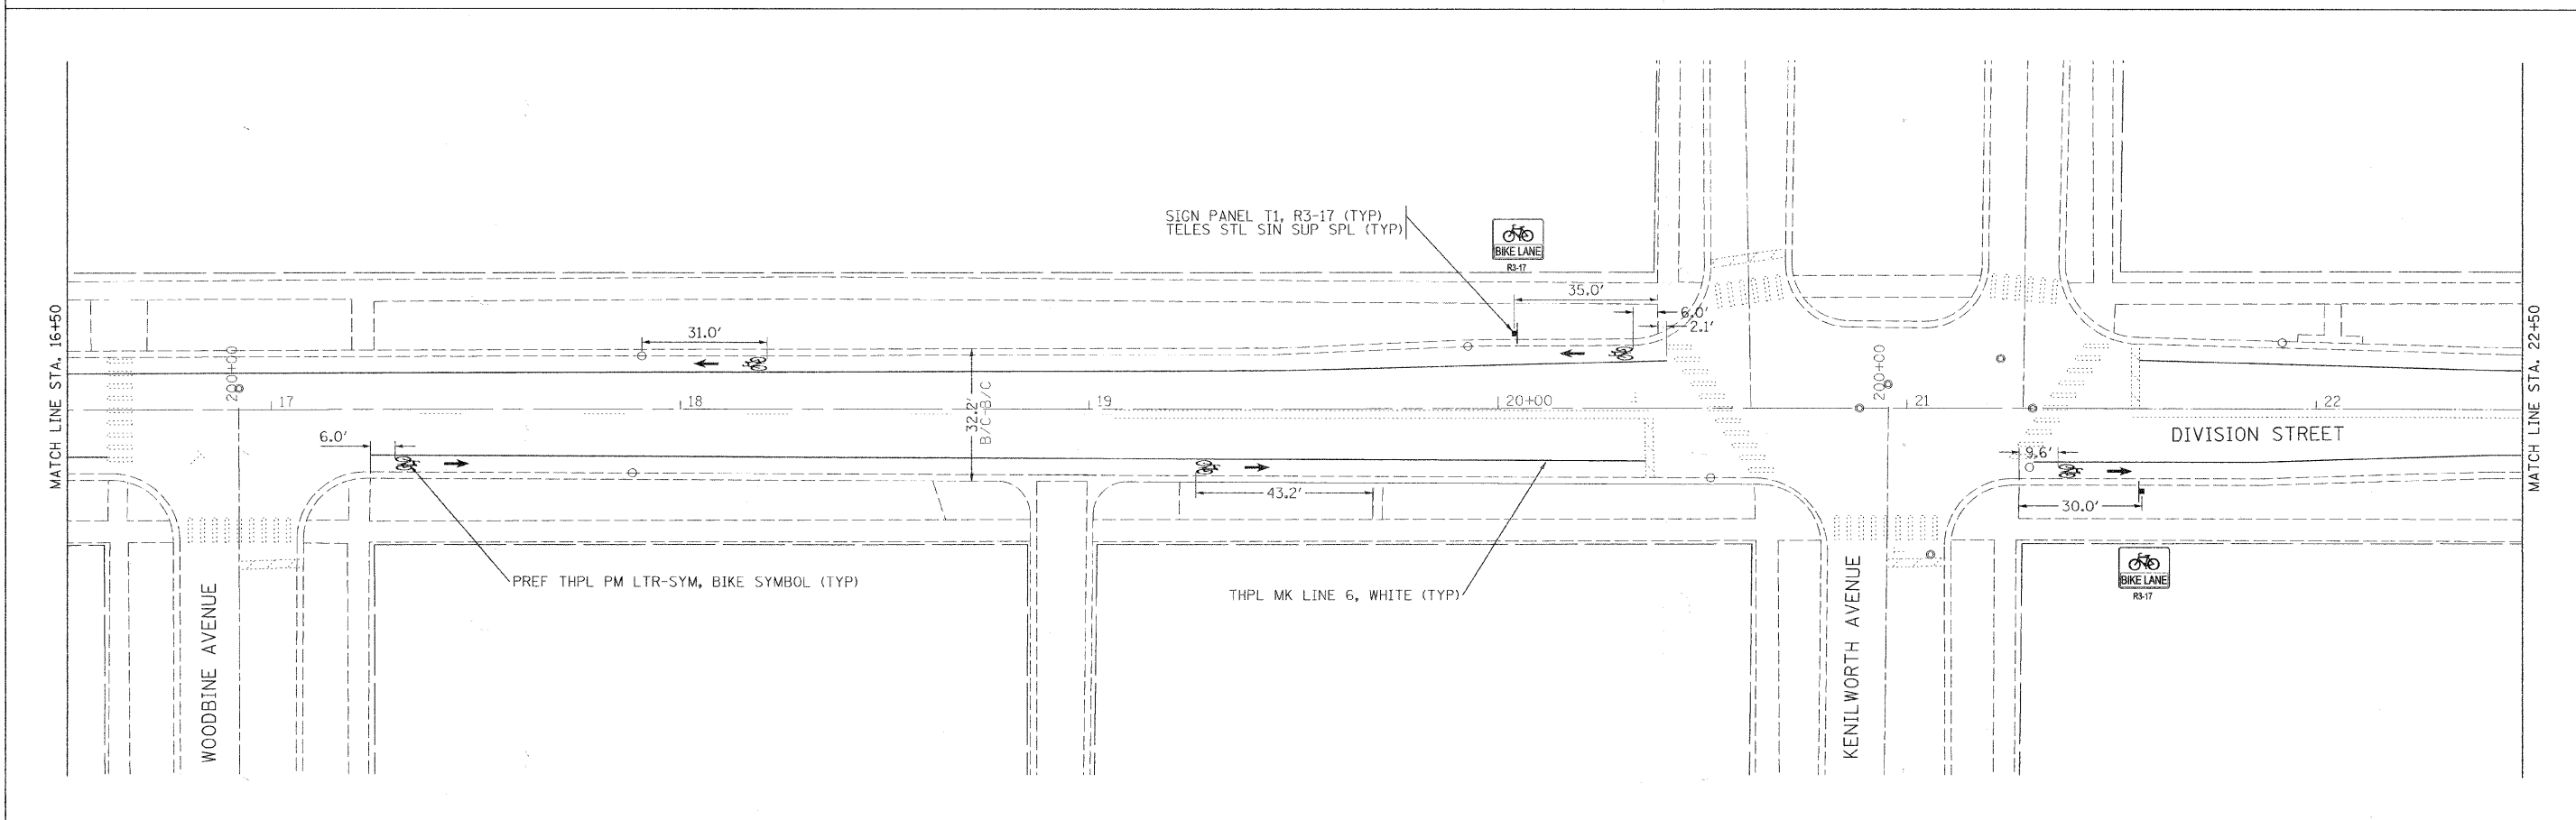 SIGN PANEL T1, R3-17 (TYP)
TELES STL SIN SUP SPL (TYP)
BIKE LANE
R3-17
MATCH LINE STA. 16+50
MATCH LINE STA. 22+50
35.0'
6.0'
2.1'
31.0'
200+00
200+00
17
18
19
20+00
21
22
32.2'
B/C-B/C
DIVISION STREET
6.0'
9.6'
43.2'
30.0'
PREF THPL PM LTR-SYM, BIKE SYMBOL (TYP)
THPL MK LINE 6, WHITE (TYP)
BIKE LANE
R3-17
WOODBINE AVENUE
KENILWORTH AVENUE